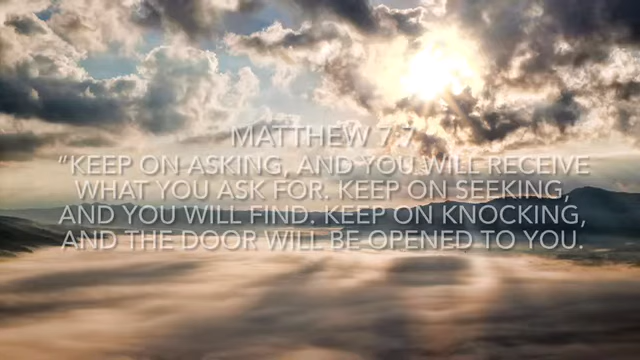 MATTHEW 7:7
“KEEP ON ASKING, AND YOU WILL RECEIVE
WHAT YOU ASK FOR. KEEP ON SEEKING,
AND YOU WILL FIND. KEEP ON KNOCKING,
AND THE DOOR WILL BE OPENED TO YOU.